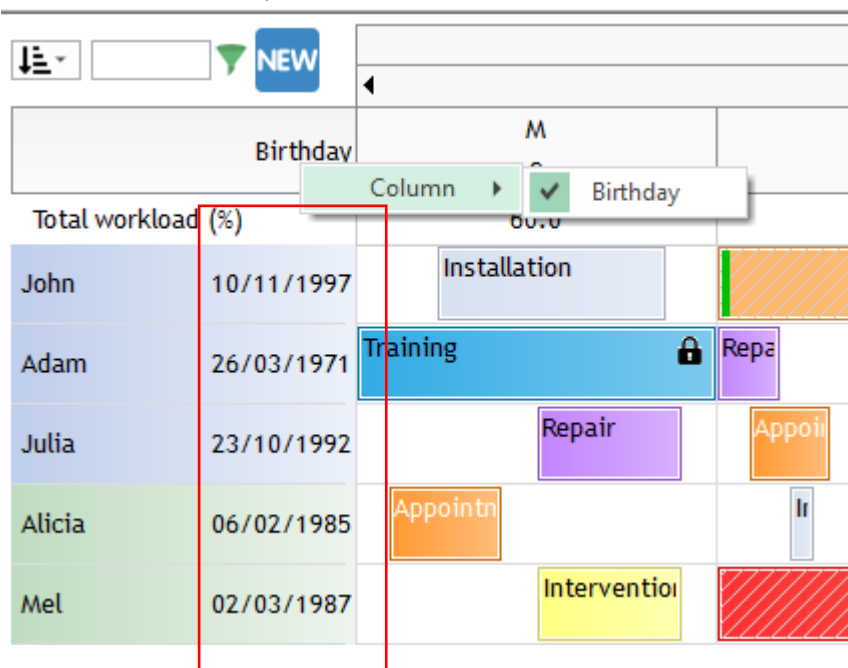 NEW
Birthday
M
Column
Birthday
Total workload (%)
60.0
John
10/11/1997
Installation
Adam
26/03/1971
Training
Repa
Julia
23/10/1992
Repair
Appoi
Alicia
06/02/1985
Appointn
Mel
02/03/1987
Interventio